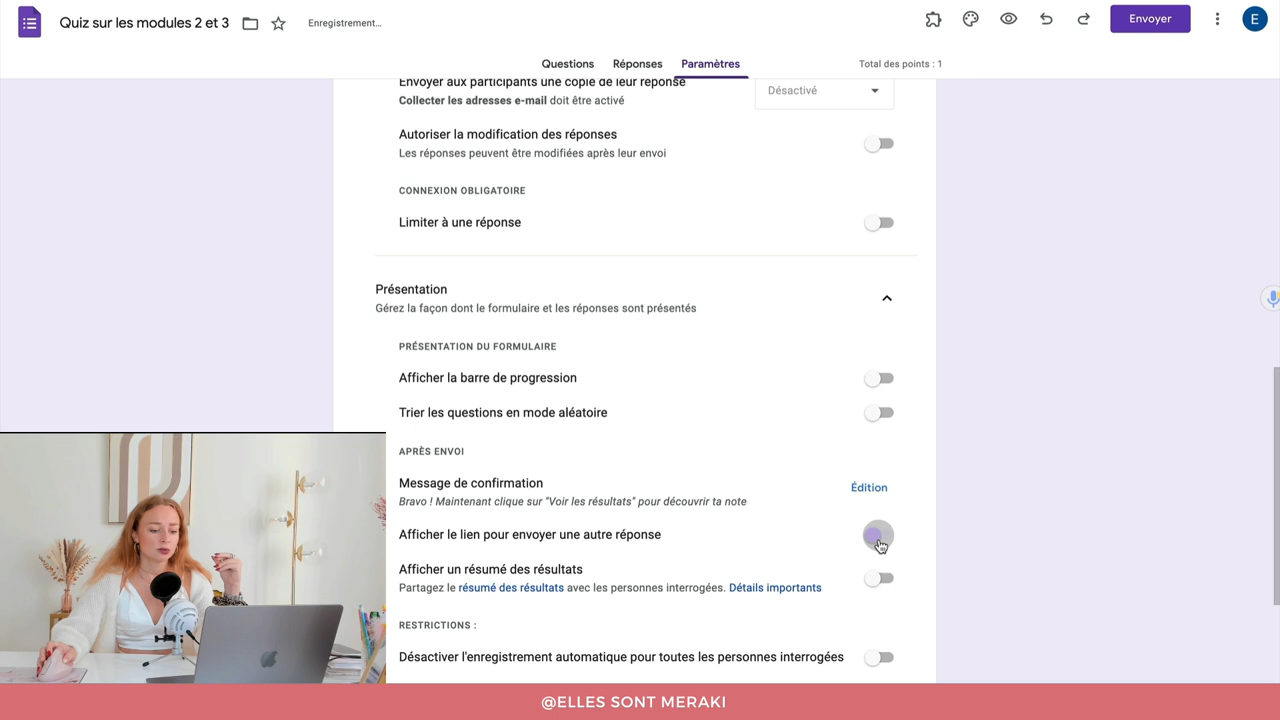 Quiz sur les modules 2 et 3
Enregistrement...
Envoyer
E
Questions
Réponses
Paramètres
Total des points : 1
Envoyer aux participants une copie de leur réponse
Collecter les adresses e-mail doit être activé
Désactivé
Autoriser la modification des réponses
Les réponses peuvent être modifiées après leur envoi
CONNEXION OBLIGATOIRE
Limiter à une réponse
Présentation
Gérez la façon dont le formulaire et les réponses sont présentés
PRÉSENTATION DU FORMULAIRE
Afficher la barre de progression
Trier les questions en mode aléatoire
APRÈS ENVOI
Message de confirmation
Édition
Bravo ! Maintenant clique sur "Voir les résultats" pour découvrir ta note
Afficher le lien pour envoyer une autre réponse
Afficher un résumé des résultats
Partagez le résumé des résultats avec les personnes interrogées. Détails importants
RESTRICTIONS :
Désactiver l'enregistrement automatique pour toutes les personnes interrogées
@ELLES SONT MERAKI